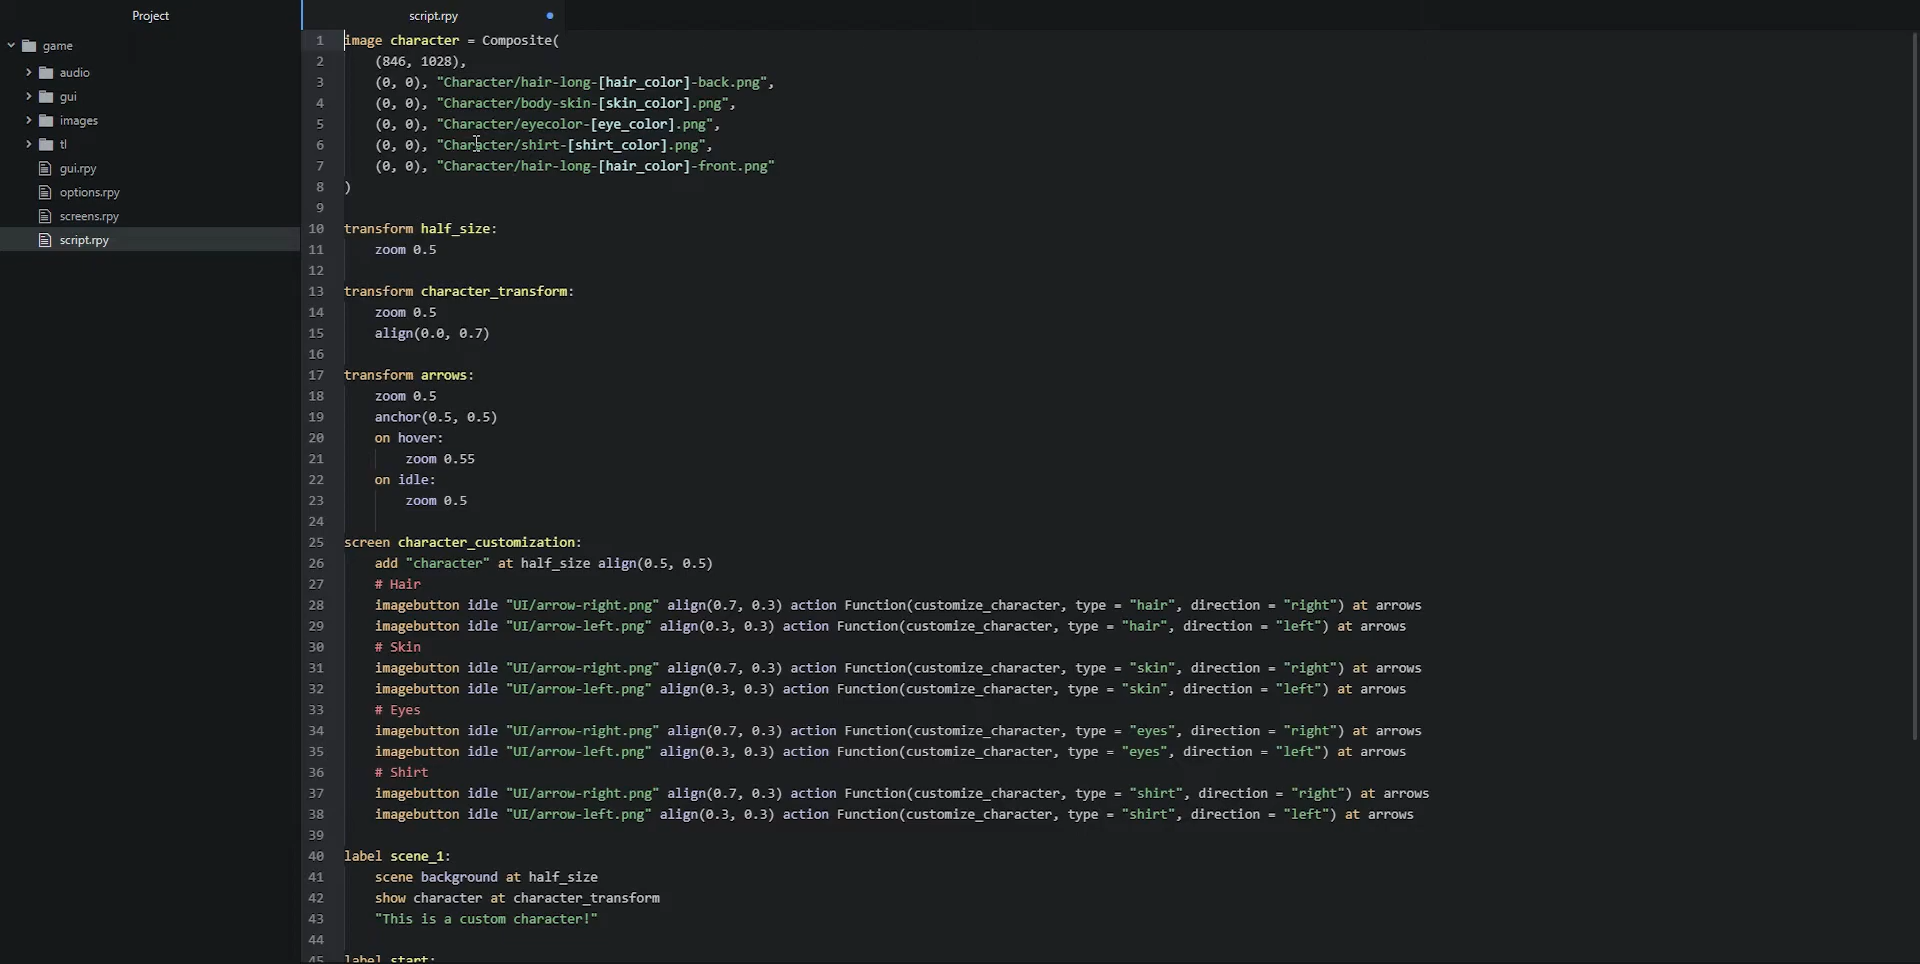 Project
script.rpy
game
audio
gui
images
tl
gui.rpy
options.rpy
screens.rpy
script.rpy
1 image character = Composite(
2 (846, 1028),
3 (0, 0), "Character/hair-long-[hair_color]-back.png",
4 (0, 0), "Character/body-skin-[skin_color].png",
5 (0, 0), "Character/eyecolor-[eye_color].png",
6 (0, 0), "Character/shirt-[shirt_color].png",
7 (0, 0), "Character/hair-long-[hair_color]-front.png"
8 )
9
10 transform half_size:
11 zoom 0.5
12
13 transform character_transform:
14 zoom 0.5
15 align(0.0, 0.7)
16
17 transform arrows:
18 zoom 0.5
19 anchor(0.5, 0.5)
20 on hover:
21 zoom 0.55
22 on idle:
23 zoom 0.5
24
25 screen character_customization:
26 add "character" at half_size align(0.5, 0.5)
27 # Hair
28 imagebutton idle "UI/arrow-right.png" align(0.7, 0.3) action Function(customize_character, type = "hair", direction = "right") at arrows
29 imagebutton idle "UI/arrow-left.png" align(0.3, 0.3) action Function(customize_character, type = "hair", direction = "left") at arrows
30 # Skin
31 imagebutton idle "UI/arrow-right.png" align(0.7, 0.3) action Function(customize_character, type = "skin", direction = "right") at arrows
32 imagebutton idle "UI/arrow-left.png" align(0.3, 0.3) action Function(customize_character, type = "skin", direction = "left") at arrows
33 # Eyes
34 imagebutton idle "UI/arrow-right.png" align(0.7, 0.3) action Function(customize_character, type = "eyes", direction = "right") at arrows
35 imagebutton idle "UI/arrow-left.png" align(0.3, 0.3) action Function(customize_character, type = "eyes", direction = "left") at arrows
36 # Shirt
37 imagebutton idle "UI/arrow-right.png" align(0.7, 0.3) action Function(customize_character, type = "shirt", direction = "right") at arrows
38 imagebutton idle "UI/arrow-left.png" align(0.3, 0.3) action Function(customize_character, type = "shirt", direction = "left") at arrows
39
40 label scene_1:
41 scene background at half_size
42 show character at character_transform
43 "This is a custom character!"
44
45 label start: